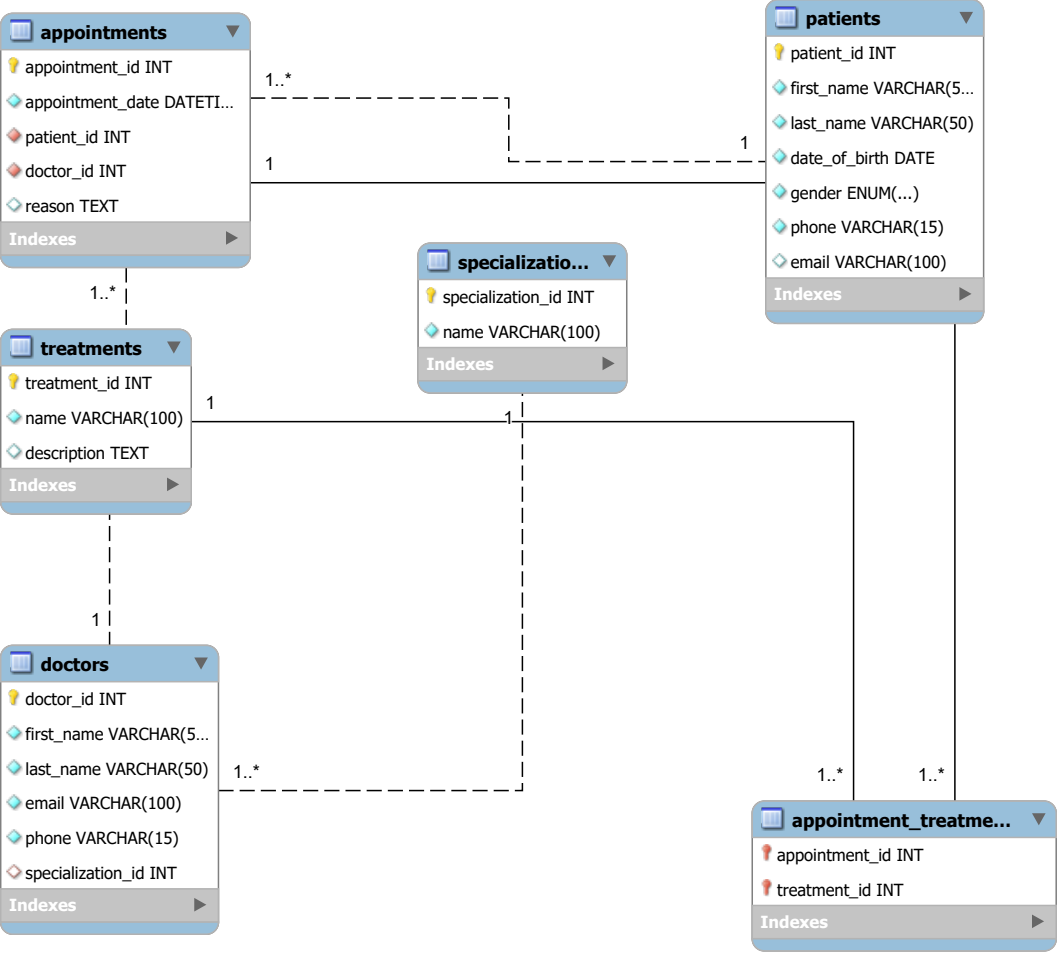 appointments
appointment_id INT
appointment_date DATETI...
patient_id INT
doctor_id INT
reason TEXT
Indexes
1..*
1
1
patients
patient_id INT
first_name VARCHAR(5...
last_name VARCHAR(50)
date_of_birth DATE
gender ENUM(...)
phone VARCHAR(15)
email VARCHAR(100)
Indexes
specializatio...
specialization_id INT
name VARCHAR(100)
Indexes
1..*
treatments
treatment_id INT
name VARCHAR(100)
description TEXT
Indexes
1
1
1
doctors
doctor_id INT
first_name VARCHAR(5...
last_name VARCHAR(50)
email VARCHAR(100)
phone VARCHAR(15)
specialization_id INT
Indexes
1..*
1..*
1..*
appointment_treatme...
appointment_id INT
treatment_id INT
Indexes